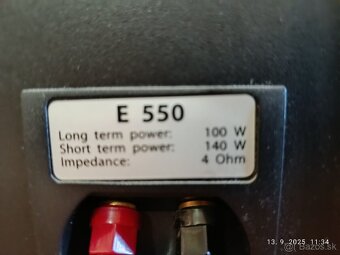 E 550
Long term power: 100 W
Short term power: 140 W
Impedance: 4 Ohm
13. 9. 2025 11:34
Bazos.sk